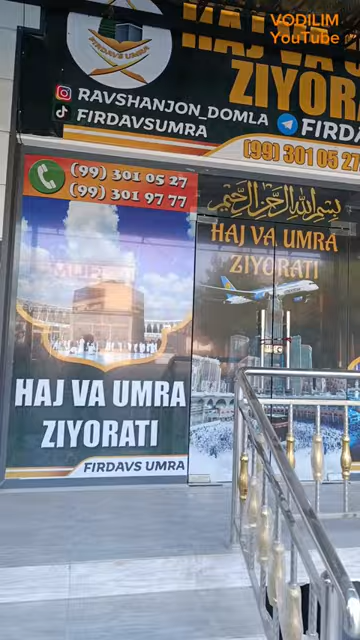 VODILIM
YouTube
FIRDAVS UMRA
HAJ VA
ZIYOR
RAVSHANJON_DOMLA
FIRDAVSUMRA
FIRDA
(99) 301 05 27
(99) 301 05 27
(99) 301 97 77
بسم الله الرحمن الرحيم
HAJ VA UMRA
ZIYORATI
HAJ VA UMRA
ZIYORATI
FIRDAVS UMRA